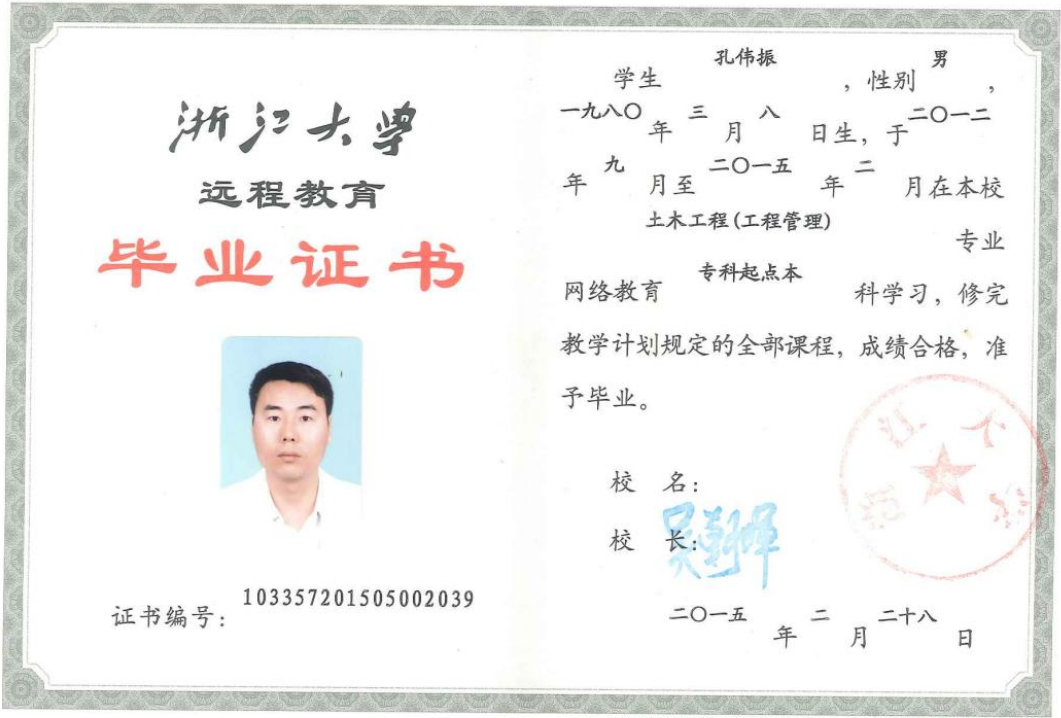 浙江大学
远程教育
毕业证书
证书编号：103357201505002039
学生 孔伟振 ，性别 男 ，
一九八〇年 三 月 八 日生，于二〇一二
年 九 月至 二〇一五 年 二 月在本校
土木工程(工程管理) 专业
网络教育 专科起点本 科学习，修完
教学计划规定的全部课程，成绩合格，准
予毕业。
校 名：
浙江大学
校 长：
二〇一五 年 二 月 二十八 日